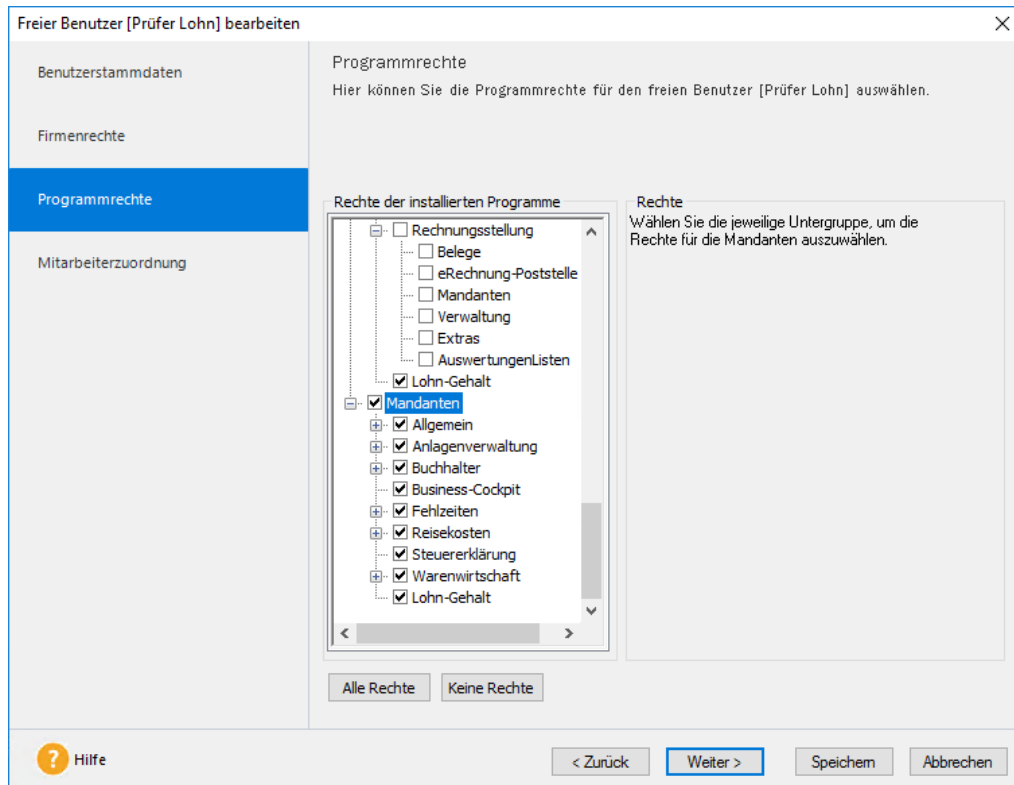 Freier Benutzer [Prüfer Lohn] bearbeiten
Benutzerstammdaten
Firmenrechte
Programmrechte
Mitarbeiterzuordnung
Programmrechte
Hier können Sie die Programmrechte für den freien Benutzer [Prüfer Lohn] auswählen.
Rechte der installierten Programme
Rechnungsstellung
Belege
eRechnung-Poststelle
Mandanten
Verwaltung
Extras
AuswertungenListen
Lohn-Gehalt
Mandanten
Allgemein
Anlagenverwaltung
Buchhalter
Business-Cockpit
Fehlzeiten
Reisekosten
Steuererklärung
Warenwirtschaft
Lohn-Gehalt
Rechte
Wählen Sie die jeweilige Untergruppe, um die
Rechte für die Mandanten auszuwählen.
Alle Rechte
Keine Rechte
? Hilfe
< Zurück
Weiter >
Speichern
Abbrechen